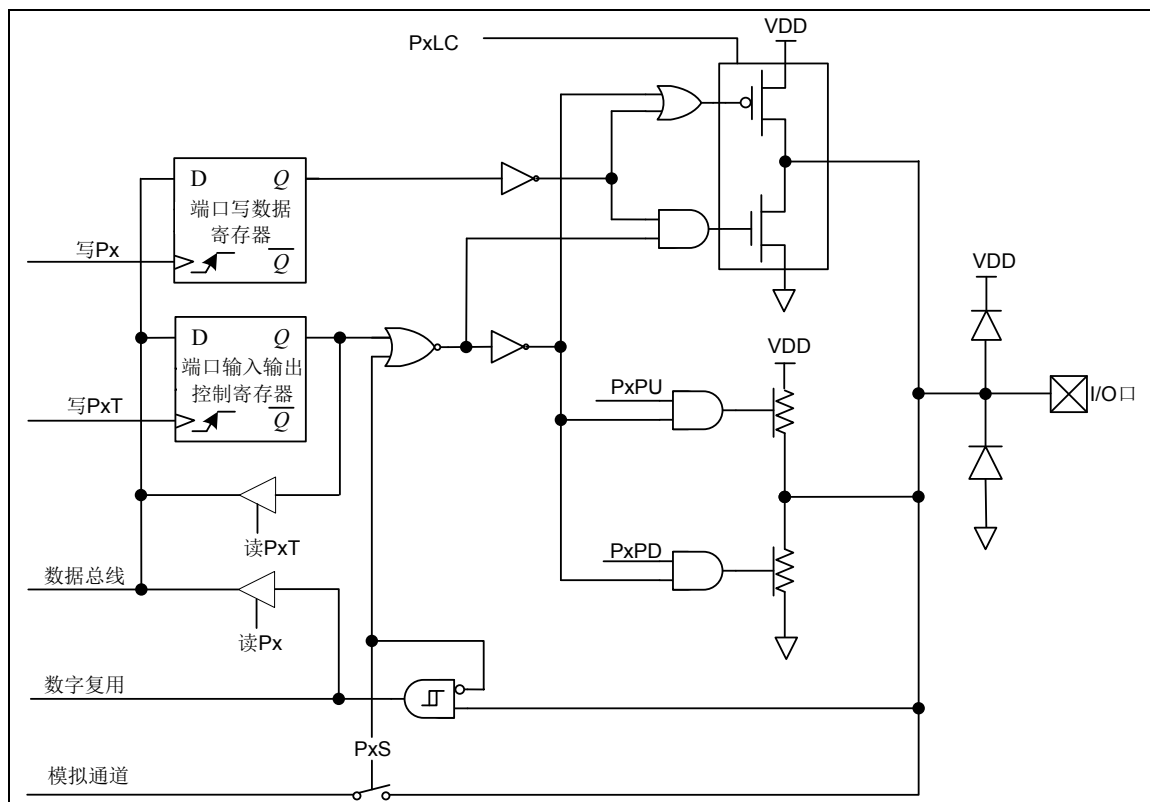 VDD
PxLC
D Q
端口写数据
寄存器
Q
写Px
VDD
D Q
端口输入输出
控制寄存器
Q
写PxT
VDD
PxPU
I/O口
读PxT
PxPD
数据总线
读Px
数字复用
PxS
模拟通道